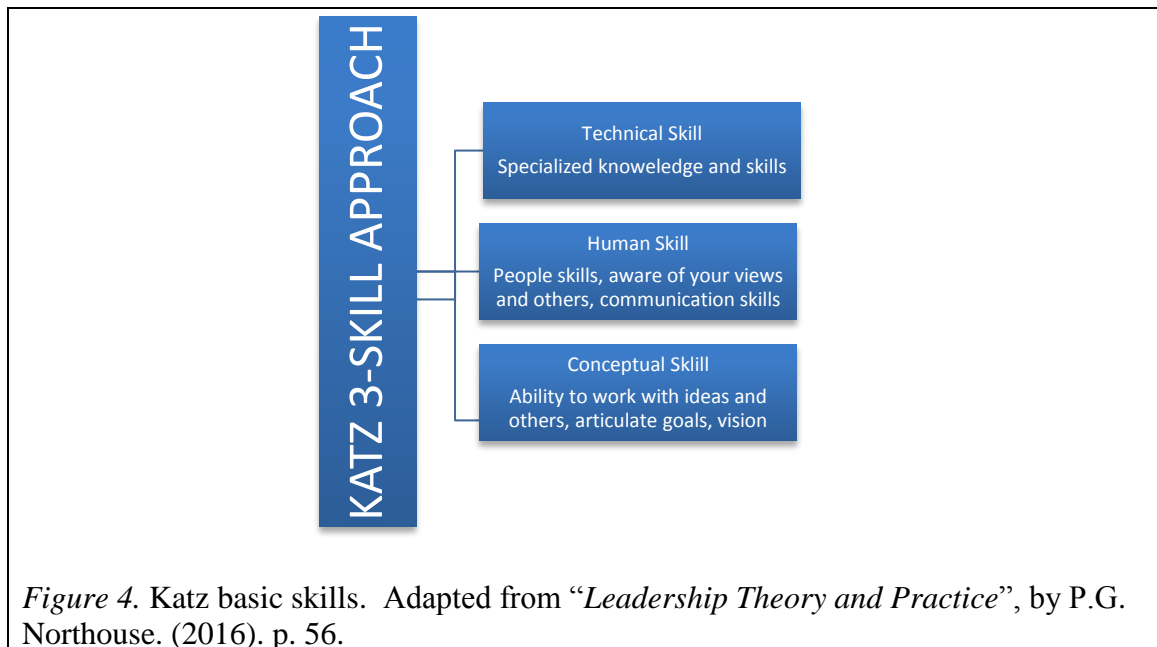 KATZ 3-SKILL APPROACH
Technical Skill
Specialized knoweledge and skills
Human Skill
People skills, aware of your views
and others, communication skills
Conceptual Sklill
Ability to work with ideas and
others, articulate goals, vision
Figure 4. Katz basic skills.  Adapted from “Leadership Theory and Practice”, by P.G.
Northouse. (2016). p. 56.